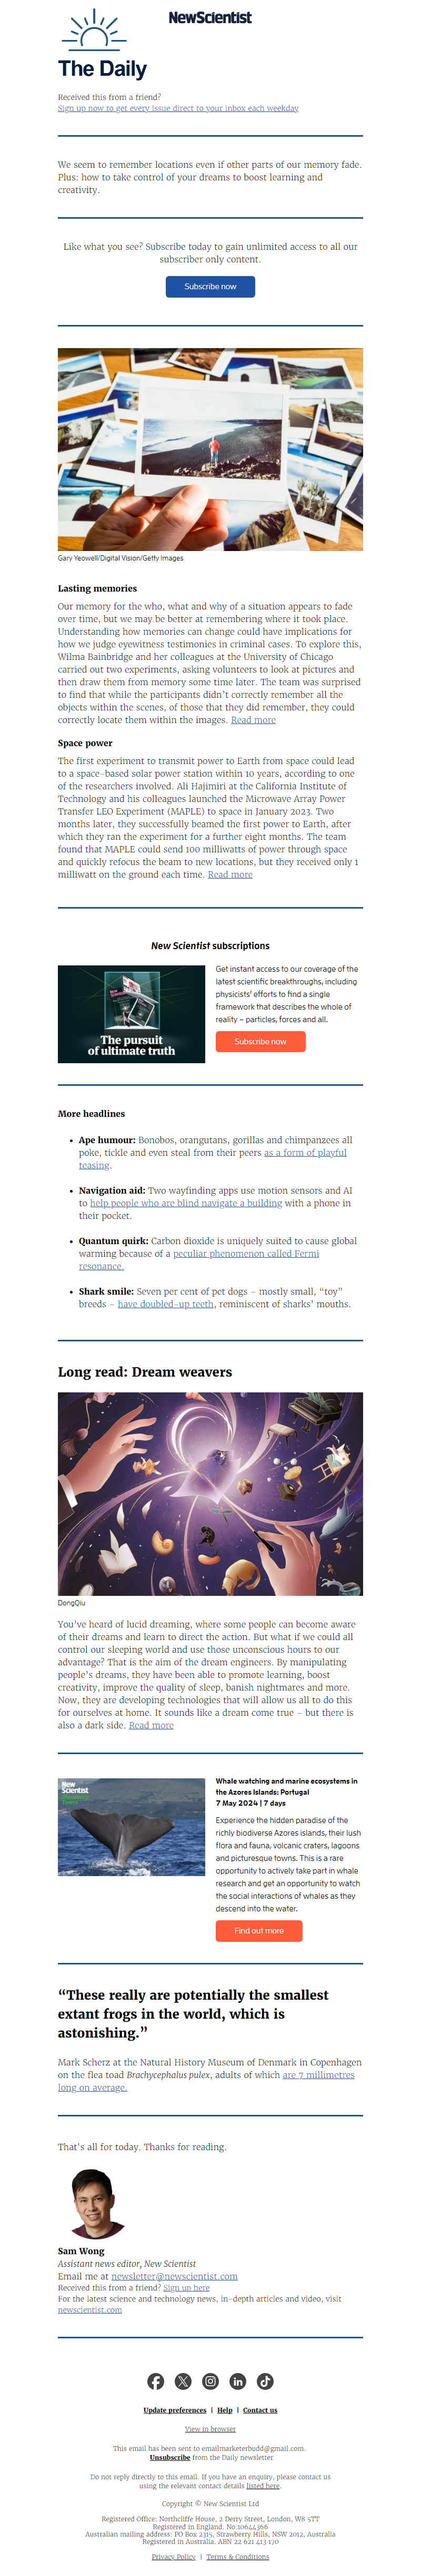 NewScientist
The Daily
Received this from a friend?
Sign up now to get every issue direct to your inbox each weekday
We seem to remember locations even if other parts of our memory fade.
Plus: how to take control of your dreams to boost learning and
creativity.
Like what you see? Subscribe today to gain unlimited access to all our
subscriber only content.
Subscribe now
Gary Yeowell/Digital Vision/Getty Images
Lasting memories
Our memory for the who, what and why of a situation appears to fade
over time, but we may be better at remembering where it took place.
Understanding how memories can change could have implications for
how we judge eyewitness testimonies in criminal cases. To explore this,
Wilma Bainbridge and her colleagues at the University of Chicago
carried out two experiments, asking volunteers to look at pictures and
then draw them from memory some time later. The team was surprised
to find that while the participants didn't correctly remember all the
objects within the scenes, of those that they did remember, they could
correctly locate them within the images. Read more
Space power
The first experiment to transmit power to Earth from space could lead
to a space-based solar power station within 10 years, according to one
of the researchers involved. Ali Hajimiri at the California Institute of
Technology and his colleagues launched the Microwave Array Power
Transfer LEO Experiment (MAPLE) to space in January 2023. Two
months later, they successfully beamed the first power to Earth, after
which they ran the experiment for a further eight months. The team
found that MAPLE could send 100 milliwatts of power through space
and quickly refocus the beam to new locations, but they received only 1
milliwatt on the ground each time. Read more
New Scientist subscriptions
The pursuit
of ultimate truth
Get instant access to our coverage of the
latest scientific breakthroughs, including
physicists' efforts to find a single
framework that describes the whole of
reality – particles, forces and all.
Subscribe now
More headlines
• Ape humour: Bonobos, orangutans, gorillas and chimpanzees all
poke, tickle and even steal from their peers as a form of playful
teasing.
• Navigation aid: Two wayfinding apps use motion sensors and AI
to help people who are blind navigate a building with a phone in
their pocket.
• Quantum quirk: Carbon dioxide is uniquely suited to cause global
warming because of a peculiar phenomenon called Fermi
resonance.
• Shark smile: Seven per cent of pet dogs – mostly small, “toy”
breeds – have doubled-up teeth, reminiscent of sharks' mouths.
Long read: Dream weavers
DongQiu
You've heard of lucid dreaming, where some people can become aware
of their dreams and learn to direct the action. But what if we could all
control our sleeping world and use those unconscious hours to our
advantage? That is the aim of the dream engineers. By manipulating
people's dreams, they have been able to promote learning, boost
creativity, improve the quality of sleep, banish nightmares and more.
Now, they are developing technologies that will allow us all to do this
for ourselves at home. It sounds like a dream come true – but there is
also a dark side. Read more
New
Scientist
Discovery
Tours
Whale watching and marine ecosystems in
the Azores Islands: Portugal
7 May 2024 | 7 days
Experience the hidden paradise of the
richly biodiverse Azores islands, their lush
flora and fauna, volcanic craters, lagoons
and picturesque towns. This is a rare
opportunity to actively take part in whale
research and get an opportunity to watch
the social interactions of whales as they
descend into the water.
Find out more
“These really are potentially the smallest
extant frogs in the world, which is
astonishing.”
Mark Scherz at the Natural History Museum of Denmark in Copenhagen
on the flea toad Brachycephalus pulex, adults of which are 7 millimetres
long on average.
That's all for today. Thanks for reading.
Sam Wong
Assistant news editor, New Scientist
Email me at newsletter@newscientist.com
Received this from a friend? Sign up here
For the latest science and technology news, in-depth articles and video, visit
newscientist.com
Update preferences | Help | Contact us
View in browser
This email has been sent to emailmarketerbudd@gmail.com.
Unsubscribe from the Daily newsletter
Do not reply directly to this email. If you have an enquiry, please contact us
using the relevant contact details listed here.
Copyright © New Scientist Ltd
Registered Office: Northcliffe House, 2 Derry Street, London, W8 5TT
Registered in England. No.10644366
Australian mailing address: PO Box 2315, Strawberry Hills, NSW 2012, Australia
Registered in Australia. ABN 22 621 413 170
Privacy Policy | Terms & Conditions